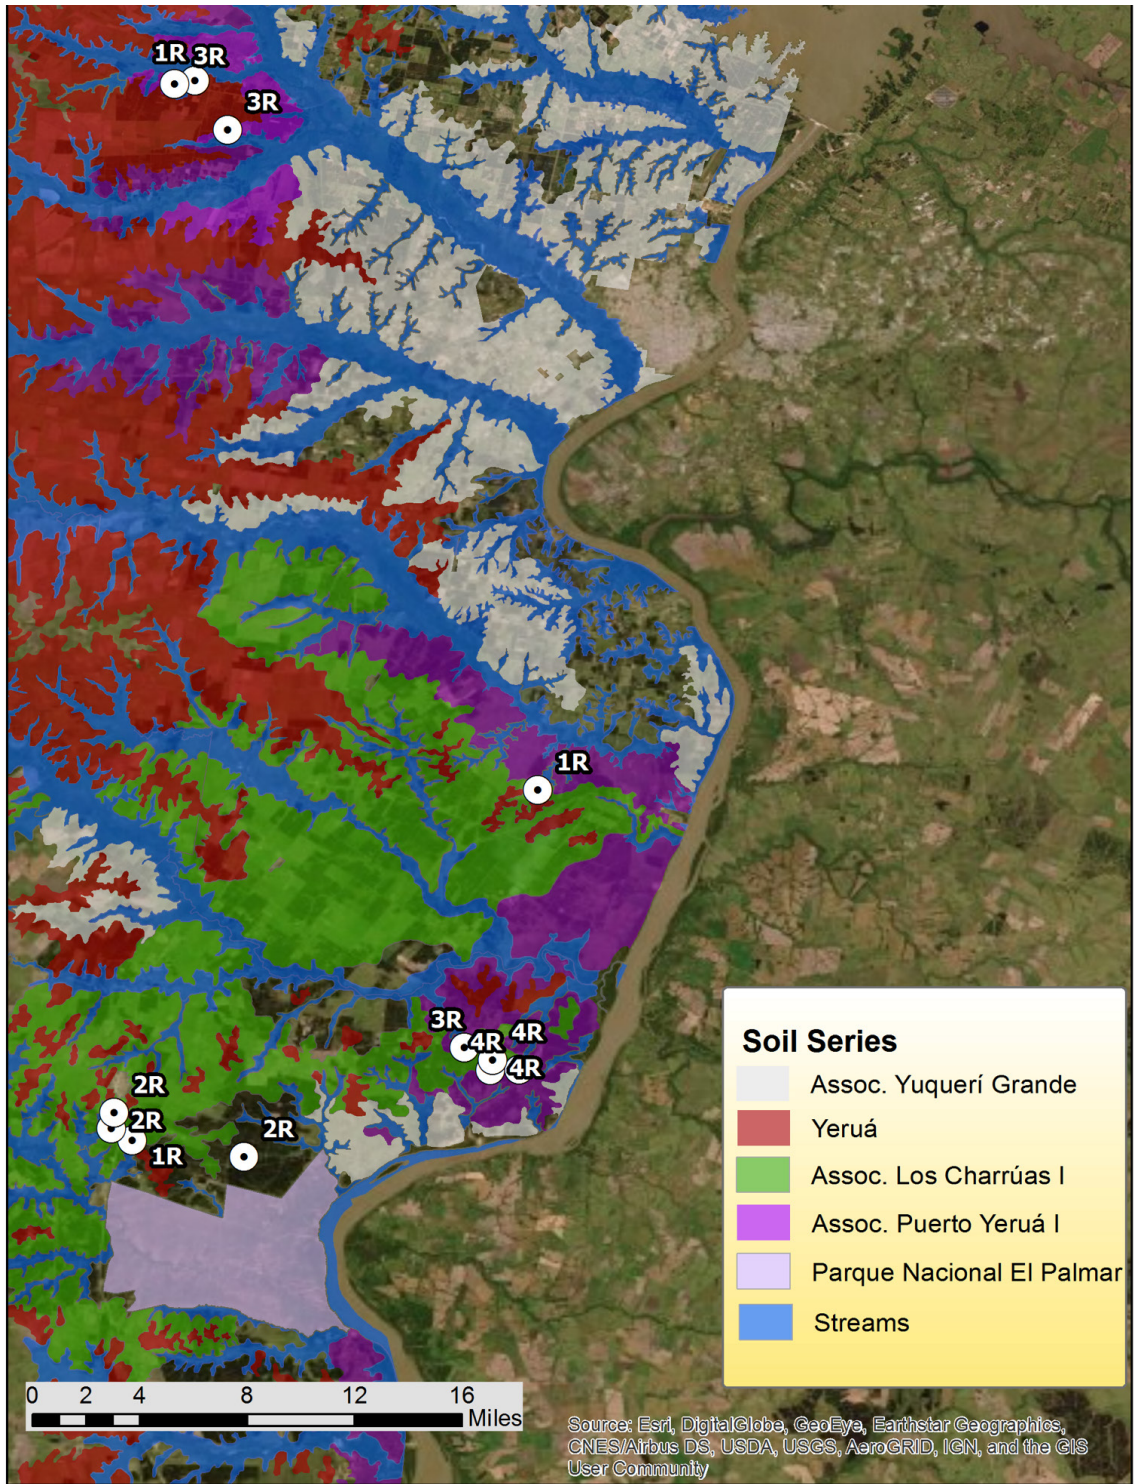 1R 3R
3R
1R
3R
4R
4R
4R
2R
2R
2R
1R
Soil Series
Assoc. Yuquerí Grande
Yeruá
Assoc. Los Charrúas I
Assoc. Puerto Yeruá I
Parque Nacional El Palmar
Streams
0 2 4 8 12 16
Miles
Source: Esri, DigitalGlobe, GeoEye, Earthstar Geographics,
CNES/Airbus DS, USDA, USGS, AeroGRID, IGN, and the GIS
User Community